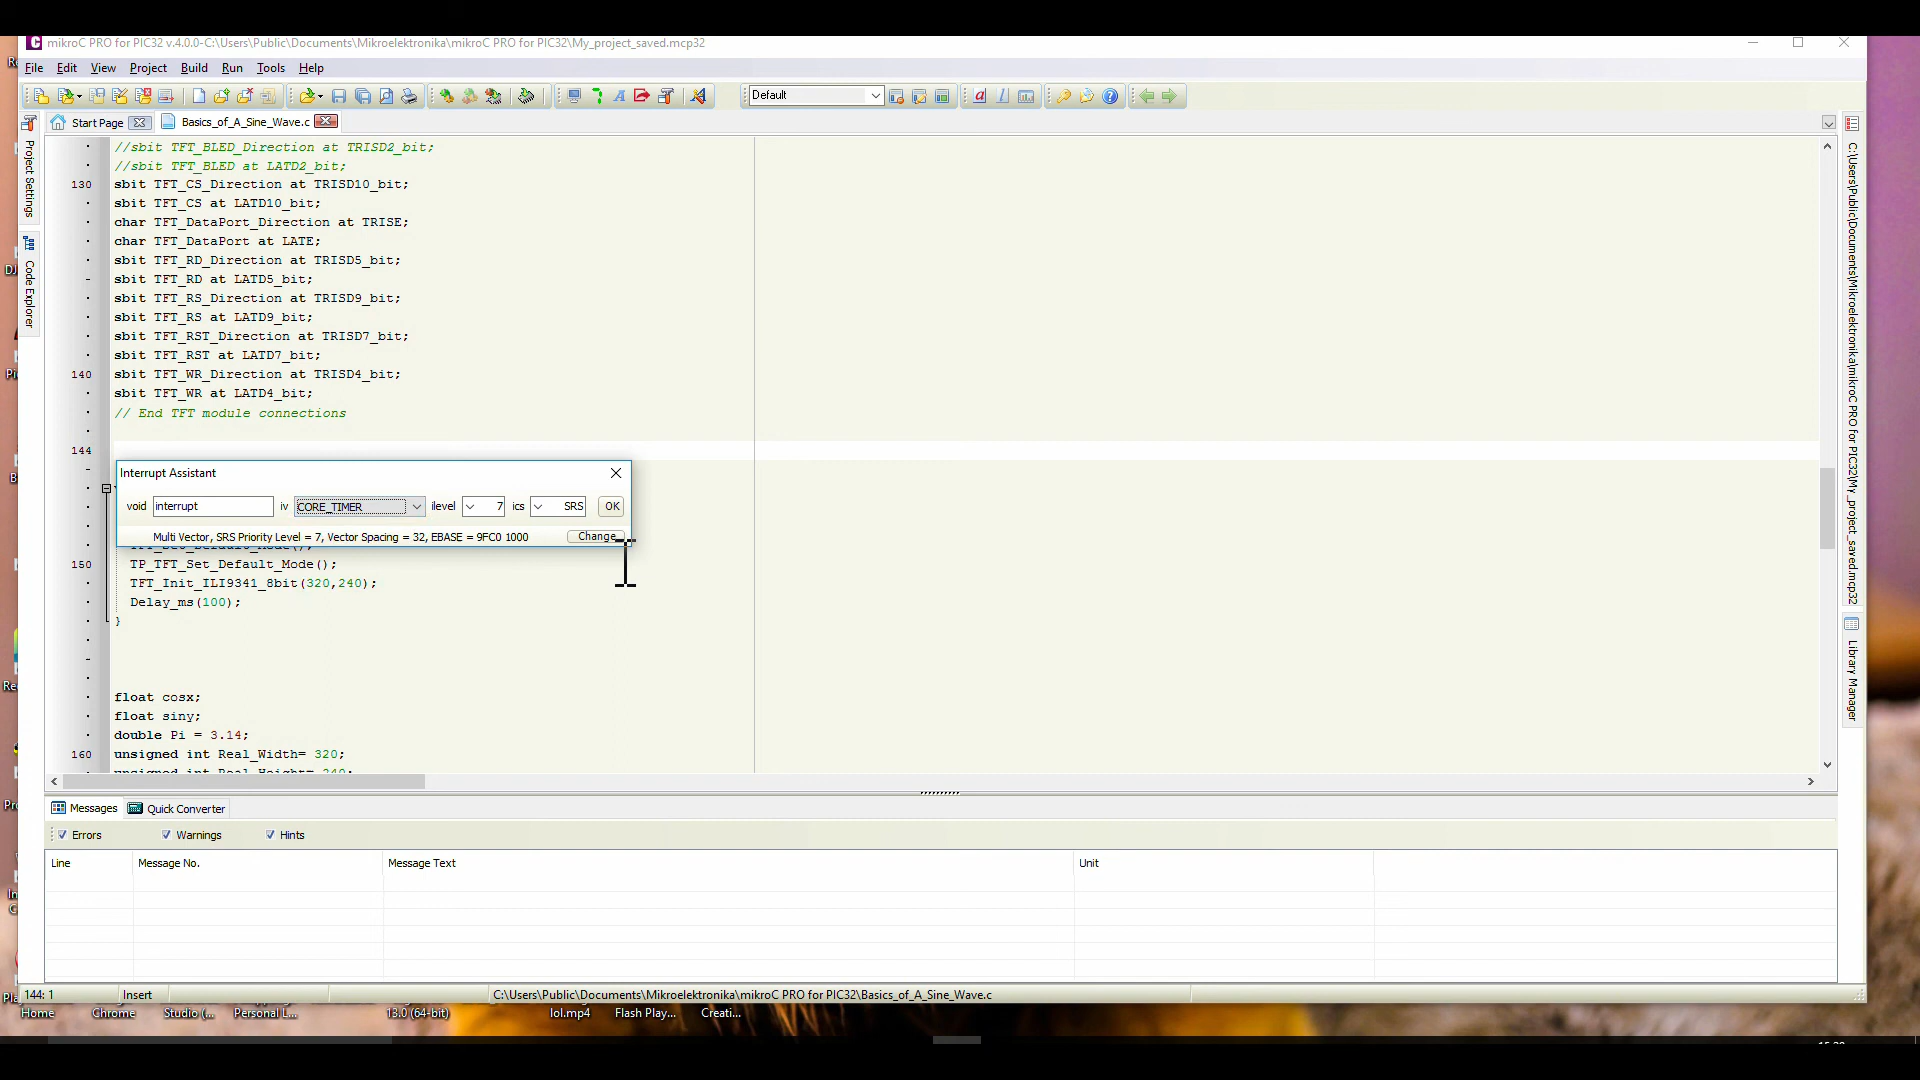 mikroC PRO for PIC32 v.4.0.0-C:\Users\Public\Documents\Mikroelektronika\mikroC PRO for PIC32\My_project_saved.mcp32
File Edit View Project Build Run Tools Help
Default
Start Page Basics_of_A_Sine_Wave.c
Project Settings
Code Explorer
//sbit TFT_BLED_Direction at TRISD2_bit;
//sbit TFT_BLED at LATD2_bit;
130 sbit TFT_CS_Direction at TRISD10_bit;
sbit TFT_CS at LATD10_bit;
char TFT_DataPort_Direction at TRISE;
char TFT_DataPort at LATE;
sbit TFT_RD_Direction at TRISD5_bit;
sbit TFT_RD at LATD5_bit;
sbit TFT_RS_Direction at TRISD9_bit;
sbit TFT_RS at LATD9_bit;
sbit TFT_RST_Direction at TRISD7_bit;
sbit TFT_RST at LATD7_bit;
140 sbit TFT_WR_Direction at TRISD4_bit;
sbit TFT_WR at LATD4_bit;
// End TFT module connections
144
Interrupt Assistant
void interrupt iv CORE_TIMER ilevel 7 ics SRS OK
Multi Vector, SRS Priority Level = 7, Vector Spacing = 32, EBASE = 9FC0 1000 Change
150 TP_TFT_Set_Default_Mode();
TFT_Init_ILI9341_8bit(320,240);
Delay_ms(100);
}
float cosx;
float siny;
double Pi = 3.14;
160 unsigned int Real_Width= 320;
unsigned int Real_Height= 240;
C:\Users\Public\Documents\Mikroelektronika\mikroC PRO for PIC32\My_project_saved.mcp32
Library Manager
Messages Quick Converter
Errors Warnings Hints
Line Message No. Message Text Unit
144: 1 Insert C:\Users\Public\Documents\Mikroelektronika\mikroC PRO for PIC32\Basics_of_A_Sine_Wave.c
Home Chrome Studio (... Personal L... 13.0 (64-bit) lol.mp4 Flash Play... Creati...